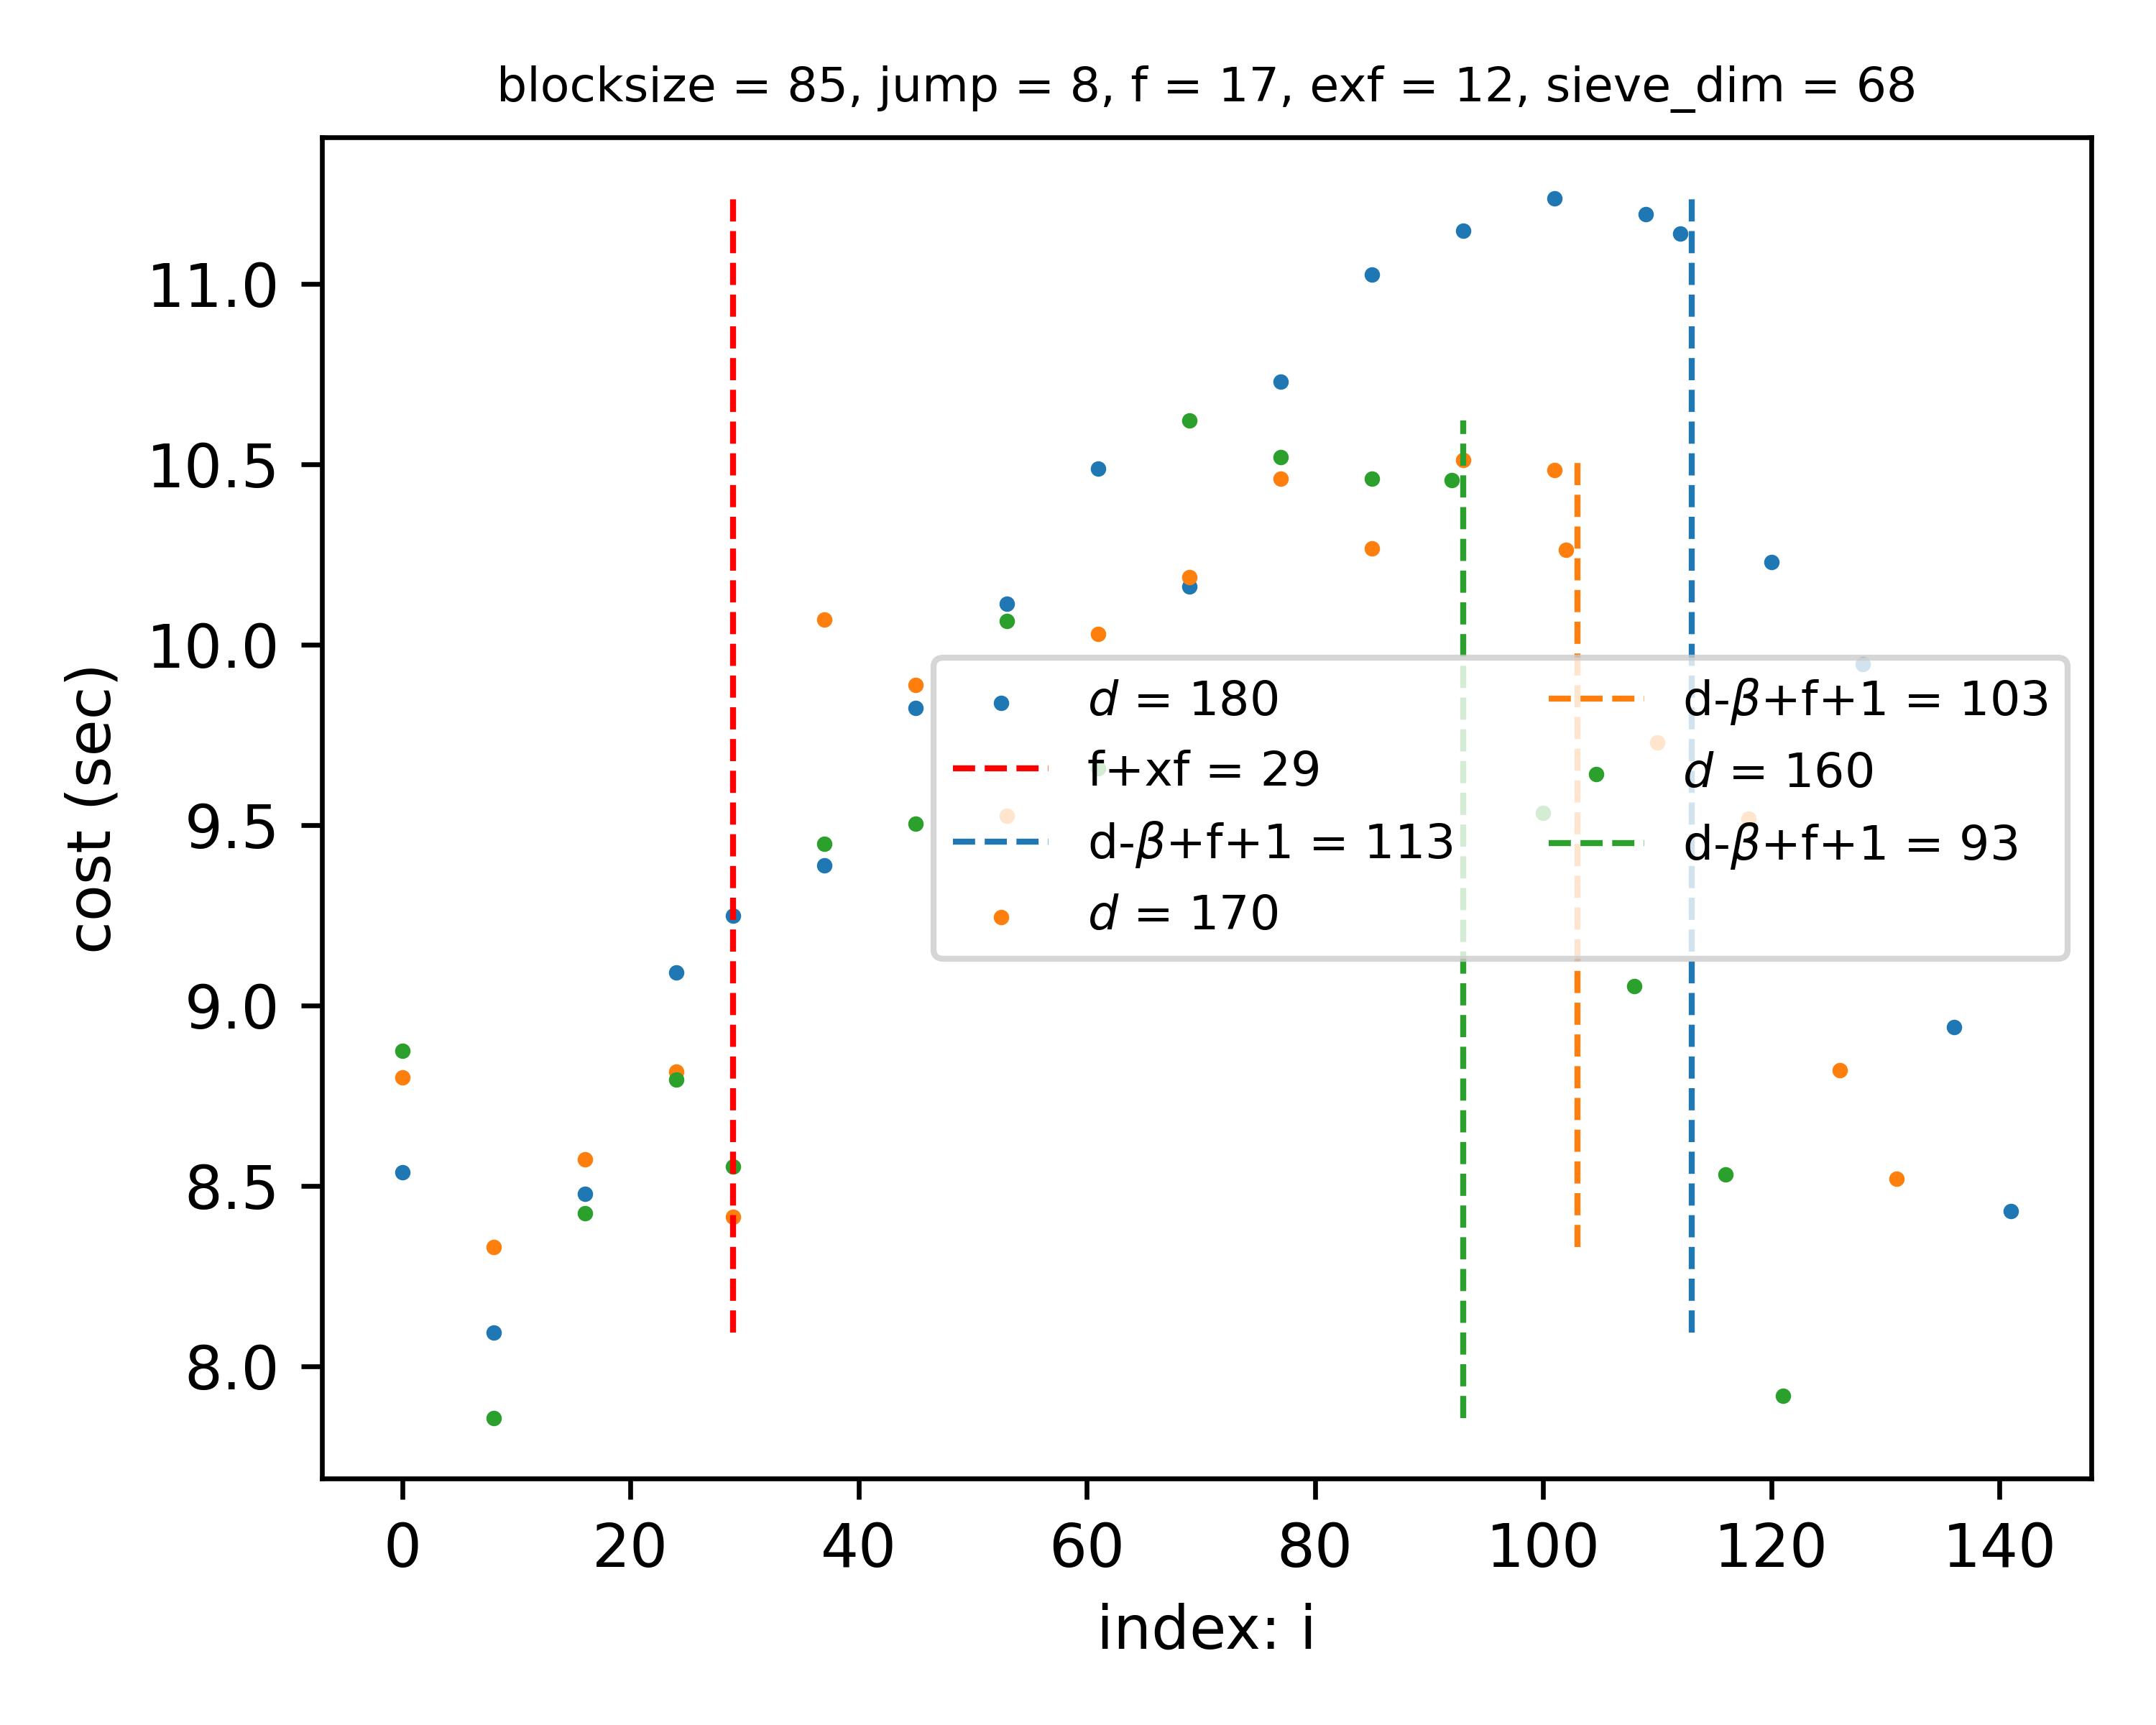 blocksize = 85, jump = 8, f = 17, exf = 12, sieve_dim = 68
cost (sec)
11.0
10.5
10.0
9.5
9.0
8.5
8.0
d = 180
f+xf = 29
d-β+f+1 = 113
d = 170
d-β+f+1 = 103
d = 160
d-β+f+1 = 93
0 20 40 60 80 100 120 140
index: i